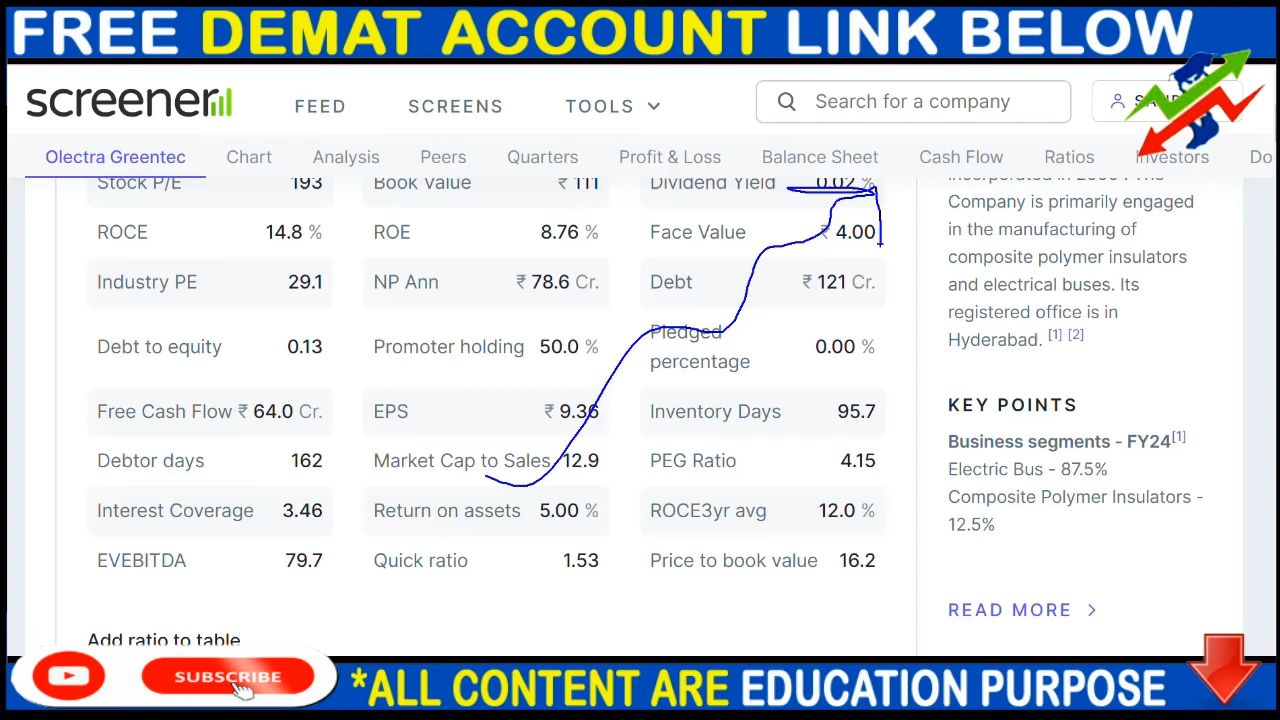 FREE DEMAT ACCOUNT LINK BELOW
screener FEED SCREENS TOOLS Search for a company
Olectra Greentec Chart Analysis Peers Quarters Profit & Loss Balance Sheet Cash Flow Ratios Investors Do
Stock P/E 193 Book Value ₹ 111 Dividend Yield 0.02 %
ROCE 14.8 % ROE 8.76 % Face Value ₹ 4.00
Industry PE 29.1 NP Ann ₹ 78.6 Cr. Debt ₹ 121 Cr.
Debt to equity 0.13 Promoter holding 50.0 % Pledged percentage 0.00 %
Free Cash Flow ₹ 64.0 Cr. EPS ₹ 9.36 Inventory Days 95.7
Debtor days 162 Market Cap to Sales 12.9 PEG Ratio 4.15
Interest Coverage 3.46 Return on assets 5.00 % ROCE3yr avg 12.0 %
EVEBITDA 79.7 Quick ratio 1.53 Price to book value 16.2
Add ratio to table
Company is primarily engaged
in the manufacturing of
composite polymer insulators
and electrical buses. Its
registered office is in
Hyderabad. [1] [2]
KEY POINTS
Business segments - FY24[1]
Electric Bus - 87.5%
Composite Polymer Insulators -
12.5%
READ MORE
SUBSCRIBE
*ALL CONTENT ARE EDUCATION PURPOSE